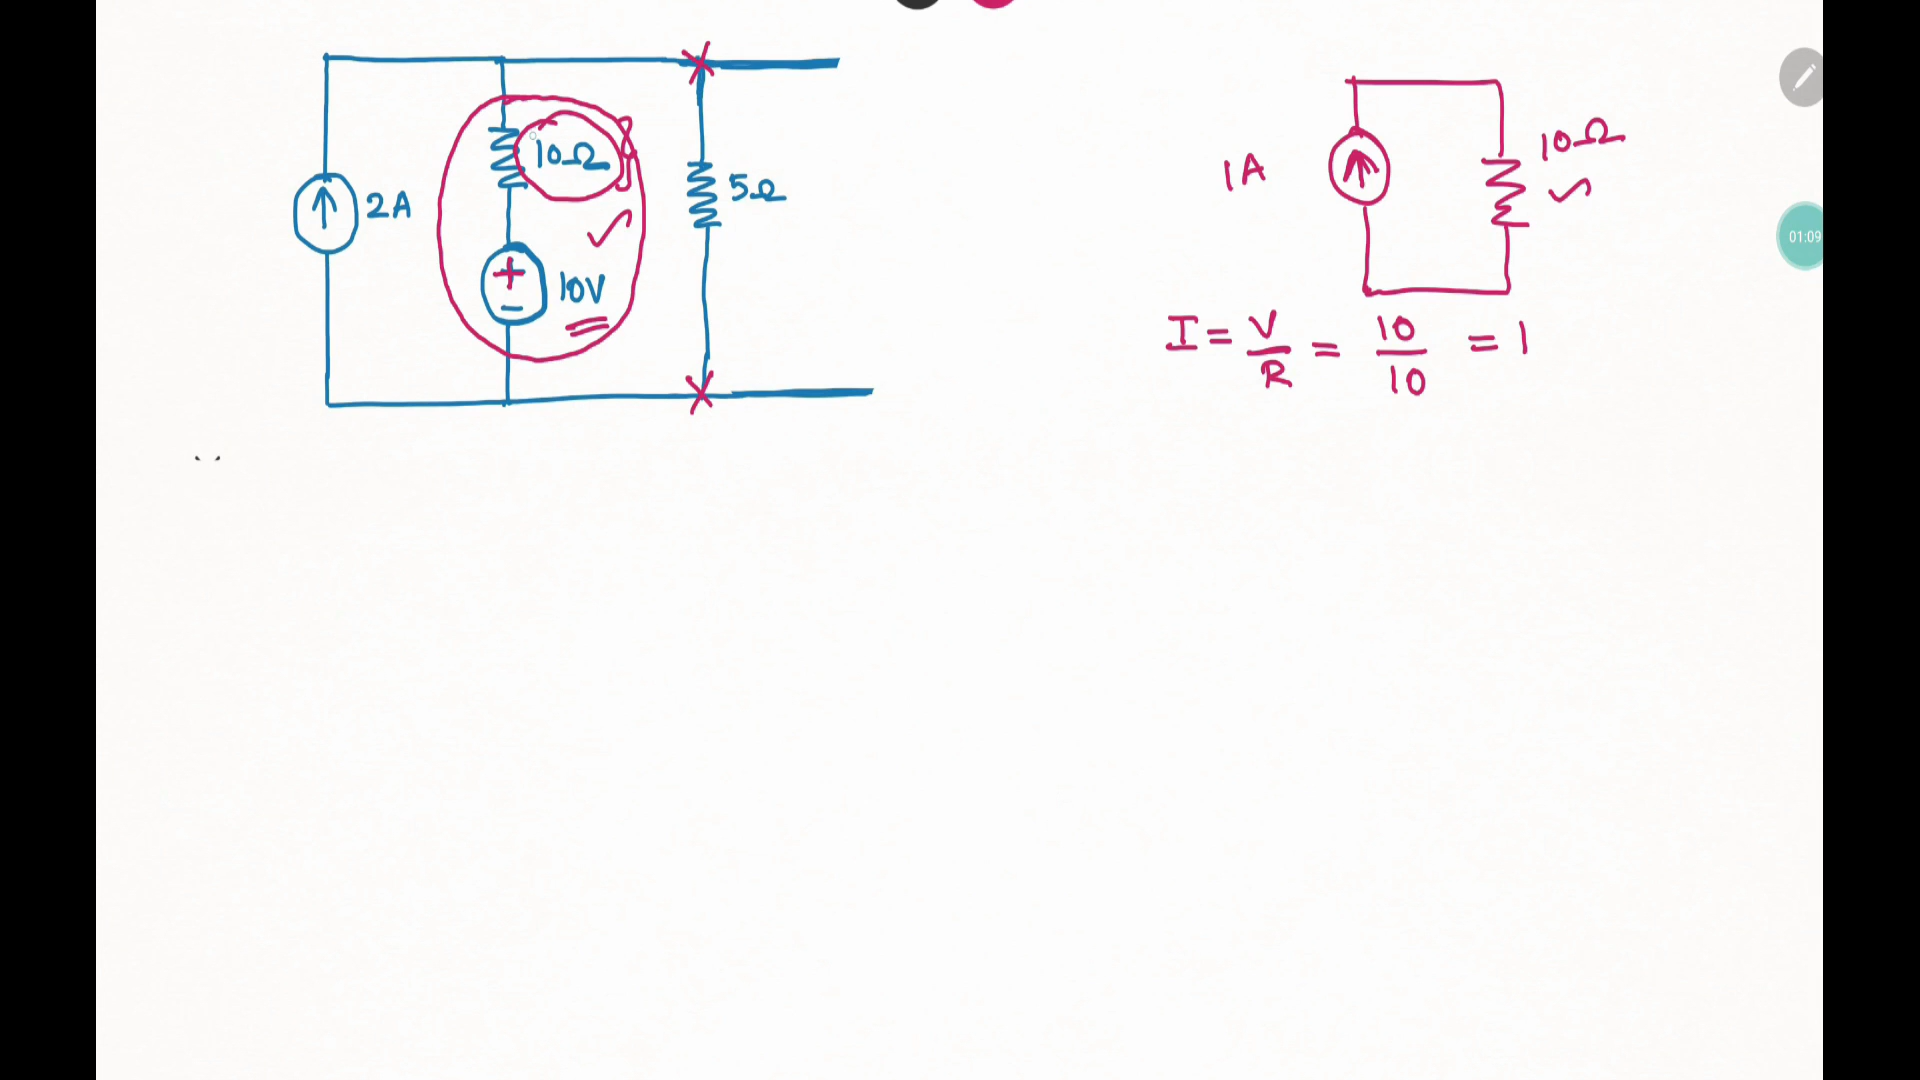 2A
10Ω
10V
+
−
5Ω
1A
10Ω
I = V/R = 10/10 = 1
01:09